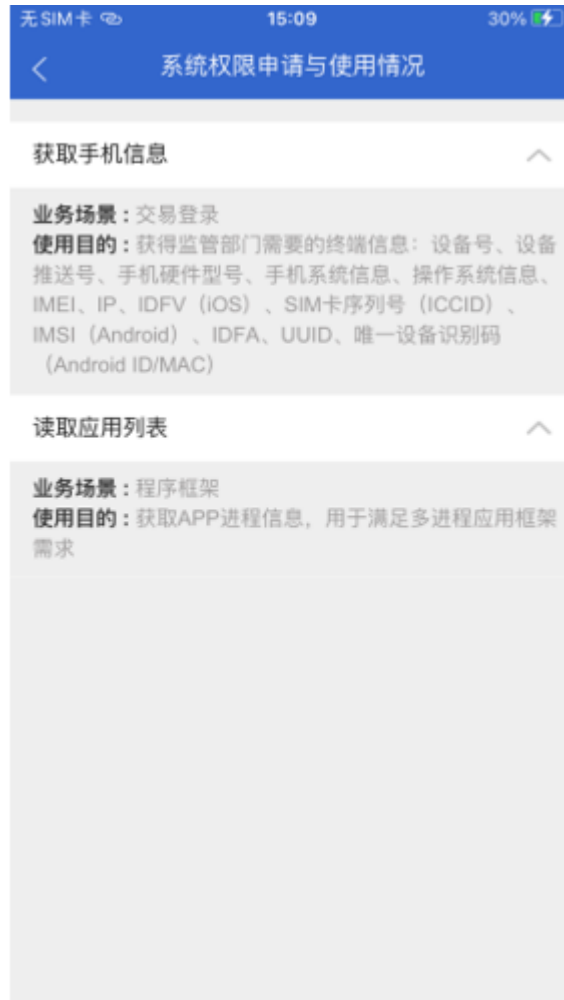 无SIM卡 15:09 30%
系统权限申请与使用情况
获取手机信息
业务场景：交易登录
使用目的：获得监管部门需要的终端信息：设备号、设备
推送号、手机硬件型号、手机系统信息、操作系统信息、
IMEI、IP、IDFV（iOS）、SIM卡序列号（ICCID）、
IMSI（Android）、IDFA、UUID、唯一设备识别码
（Android ID/MAC）
读取应用列表
业务场景：程序框架
使用目的：获取APP进程信息，用于满足多进程应用框架
需求